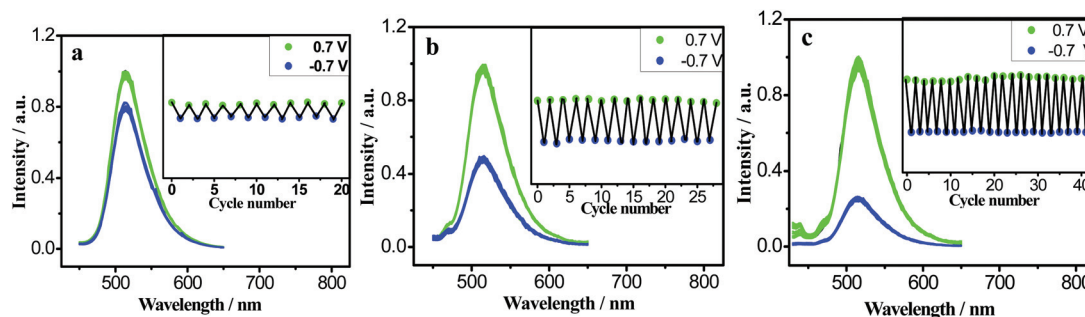 a
Intensity / a.u.
1.2
0.8
0.4
0.0
500 600 700 800
Wavelength / nm
0.7 V
-0.7 V
0 5 10 15 20
Cycle number
b
Intensity / a.u.
1.2
0.8
0.4
0.0
500 600 700 800
Wavelength / nm
0.7 V
-0.7 V
0 5 10 15 20 25
Cycle number
c
Intensity / a.u.
1.2
0.8
0.4
0.0
500 600 700 800
Wavelength / nm
0.7 V
-0.7 V
0 10 20 30 40
Cycle number